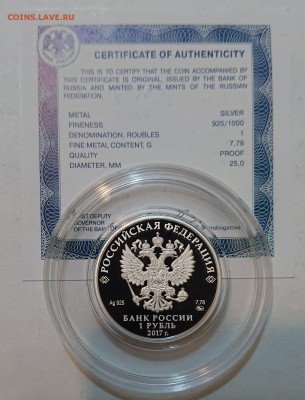 COINS.LAVE.RU
CERTIFICATE OF AUTHENTICITY
THIS IS TO CERTIFY THAT THE COIN ACCOMPANIED BY
THIS CERTIFICATE IS ORIGINAL, ISSUED BY THE BANK OF
RUSSIA AND MINTED BY THE MINTS OF THE RUSSIAN
FEDERATION.
METAL SILVER
FINENESS 925/1000
DENOMINATION, ROUBLES 1
FINE METAL CONTENT, G 7,78
QUALITY PROOF
DIAMETER, MM 25,0
DEPUTY
GOVERNOR
OF THE BANK OF
РОССИЙСКАЯ ФЕДЕРАЦИЯ
Ag 925 7,78
БАНК РОССИИ
1 РУБЛЬ
2017 г.